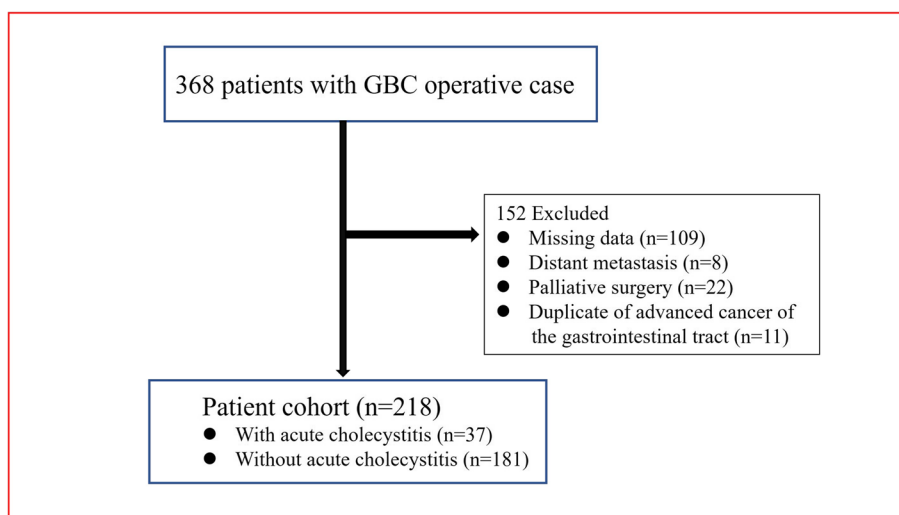 368 patients with GBC operative case
152 Excluded
● Missing data (n=109)
● Distant metastasis (n=8)
● Palliative surgery (n=22)
● Duplicate of advanced cancer of
the gastrointestinal tract (n=11)
Patient cohort (n=218)
● With acute cholecystitis (n=37)
● Without acute cholecystitis (n=181)